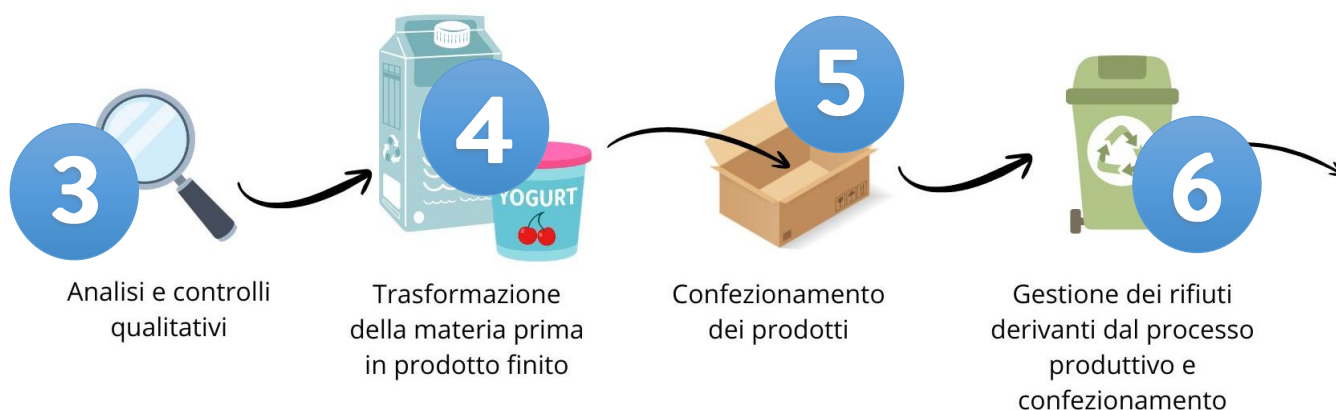 3
Analisi e controlli
qualitativi
4
YOGURT
Trasformazione
della materia prima
in prodotto finito
5
Confezionamento
dei prodotti
6
Gestione dei rifiuti
derivanti dal processo
produttivo e
confezionamento